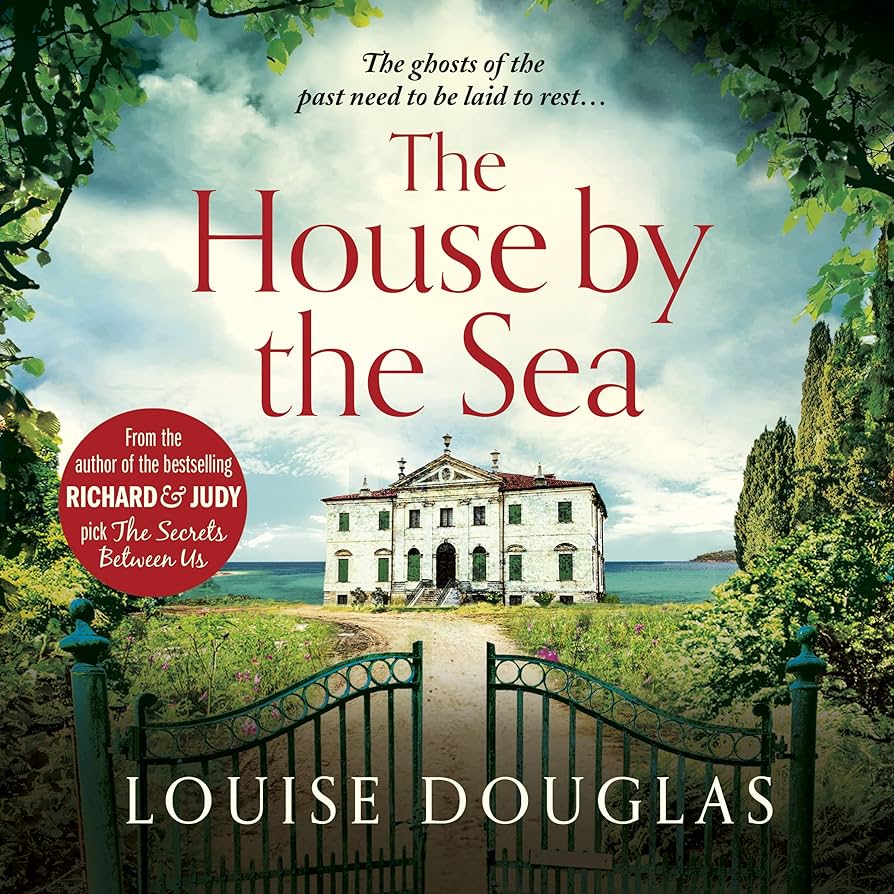 The ghosts of the
past need to be laid to rest…
The
House by
the Sea
From the
author of the bestselling
RICHARD & JUDY
pick The Secrets
Between Us
LOUISE DOUGLAS